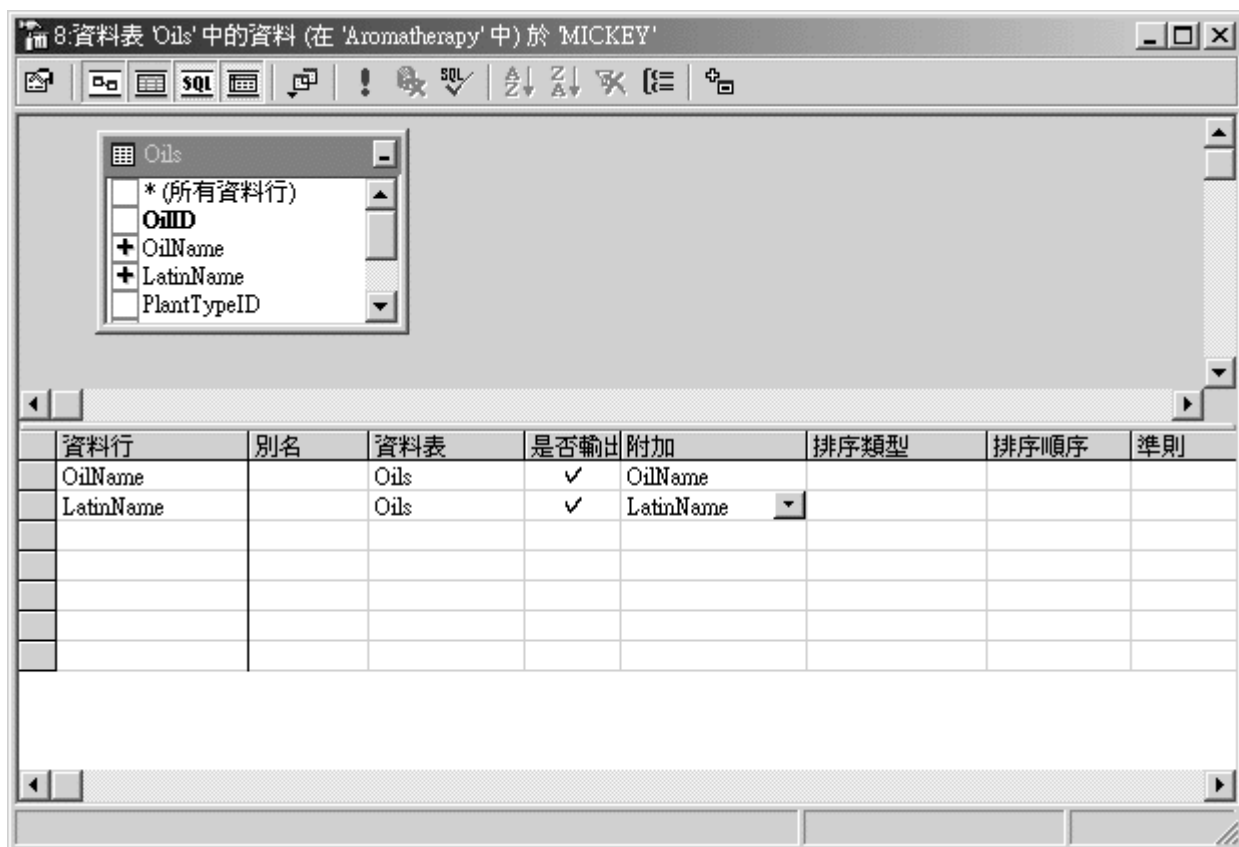 8:資料表 'Oils' 中的資料 (在 'Aromatherapy' 中) 於 'MICKEY'
SQL SQL A Z Z A
Oils
* (所有資料行)
OilID
OilName
LatinName
PlantTypeID
資料行 別名 資料表 是否輸出 附加 排序類型 排序順序 準則
OilName Oils OilName
LatinName Oils LatinName